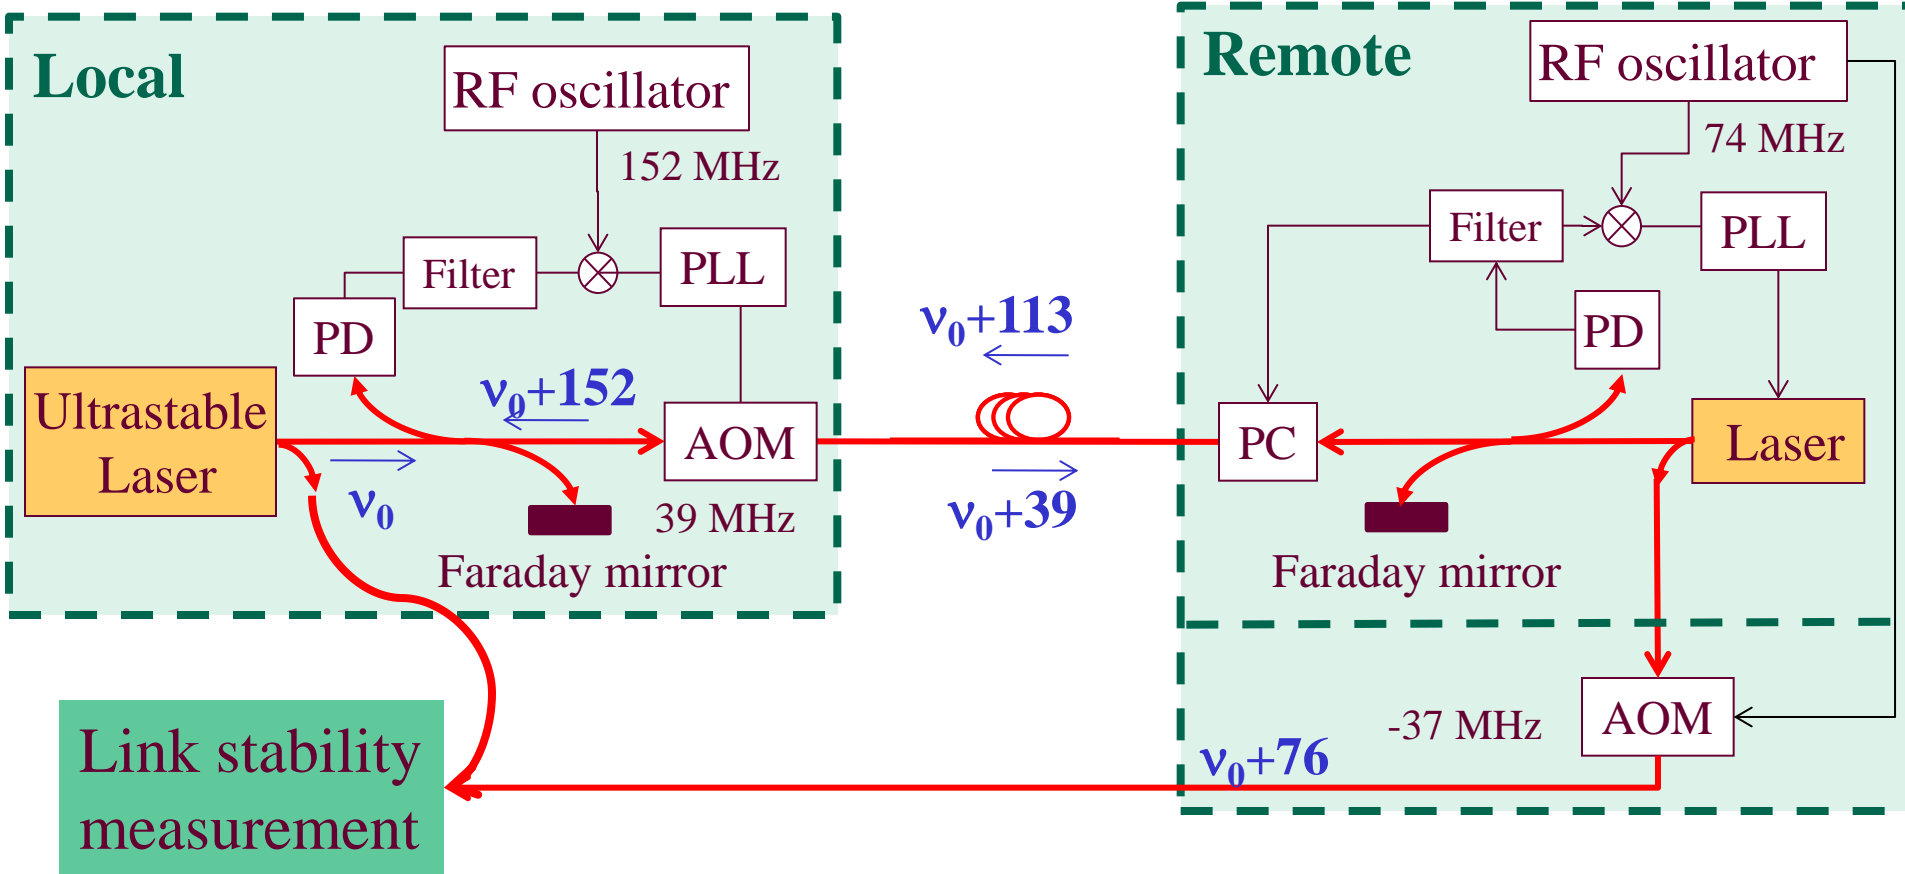 Local
RF oscillator
152 MHz
Filter
PLL
PD
Ultrastable
Laser
ν0+152
AOM
ν0
39 MHz
Faraday mirror
ν0+113
ν0+39
Remote
RF oscillator
74 MHz
Filter
PLL
PD
PC
Laser
Faraday mirror
-37 MHz
AOM
ν0+76
Link stability
measurement